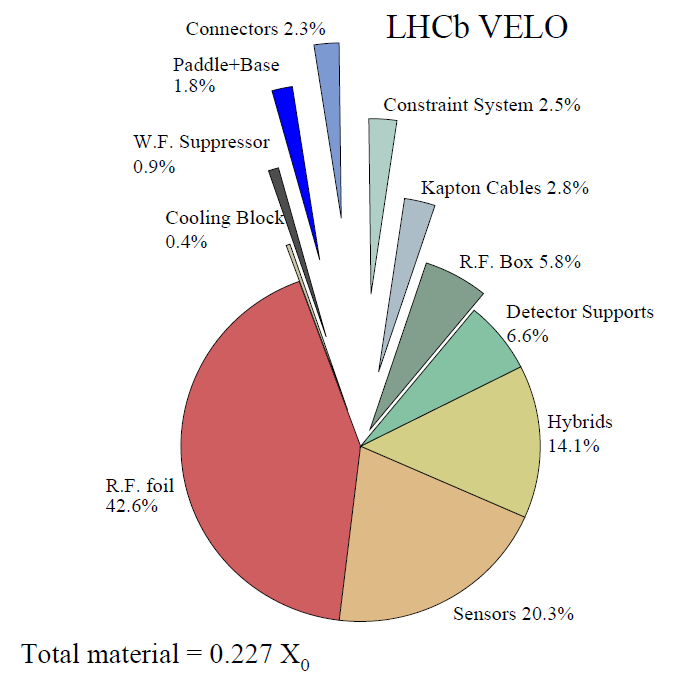 LHCb VELO
Connectors 2.3%
Paddle+Base
1.8%
Constraint System 2.5%
W.F. Suppressor
0.9%
Kapton Cables 2.8%
Cooling Block
0.4%
R.F. Box 5.8%
Detector Supports
6.6%
Hybrids
14.1%
R.F. foil
42.6%
Sensors 20.3%
Total material = 0.227 X₀